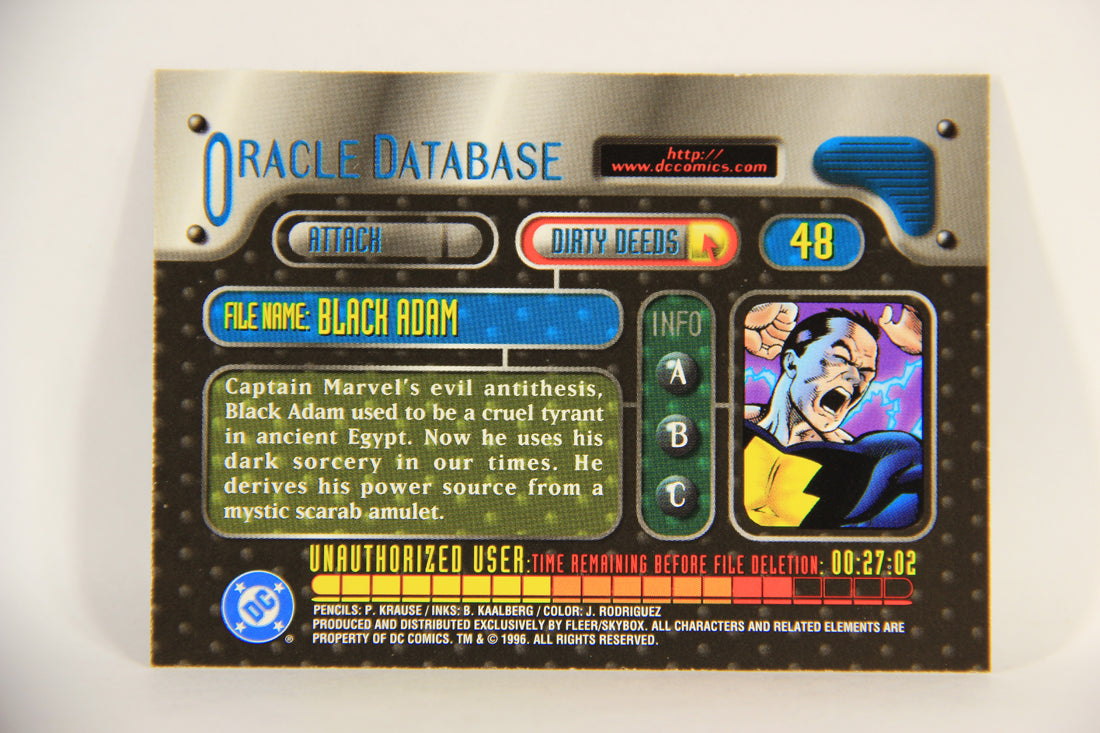 ORACLE DATABASE
http://
www.dccomics.com
ATTACK
DIRTY DEEDS
48
FILE NAME: BLACK ADAM
INFO
A
B
C
Captain Marvel's evil antithesis,
Black Adam used to be a cruel tyrant
in ancient Egypt. Now he uses his
dark sorcery in our times. He
derives his power source from a
mystic scarab amulet.
UNAUTHORIZED USER: TIME REMAINING BEFORE FILE DELETION: 00:27:02
DC
®
PENCILS: P. KRAUSE / INKS: B. KAALBERG / COLOR: J. RODRIGUEZ
PRODUCED AND DISTRIBUTED EXCLUSIVELY BY FLEER/SKYBOX. ALL CHARACTERS AND RELATED ELEMENTS ARE
PROPERTY OF DC COMICS. TM & © 1996. ALL RIGHTS RESERVED.